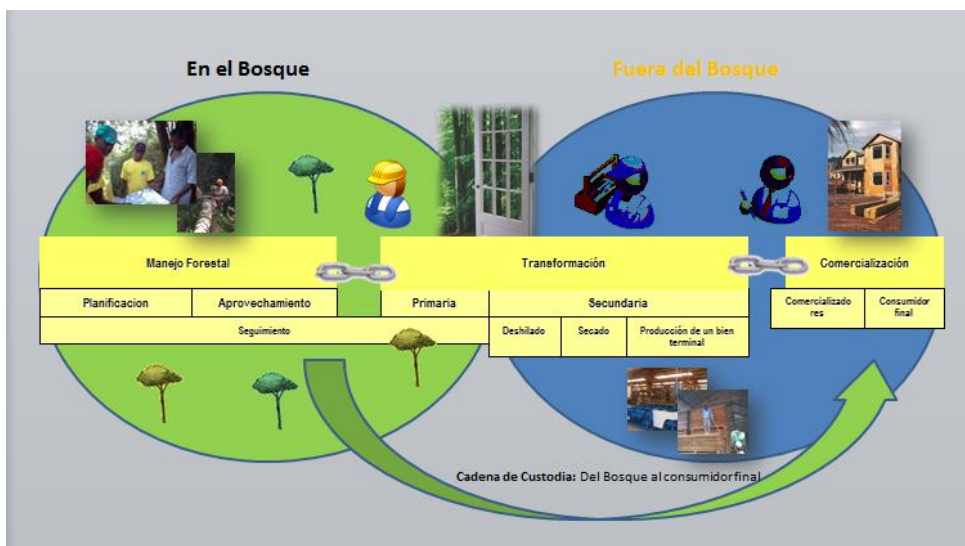 En el Bosque
Fuera del Bosque
Manejo Forestal
Transformación
Comercialización
Planificacion
Aprovechamiento
Primaria
Secundaria
Comercializado
res
Consumidor
final
Seguimiento
Deshilado
Secado
Producción de un bien
terminal
Cadena de Custodia: Del Bosque al consumidor final